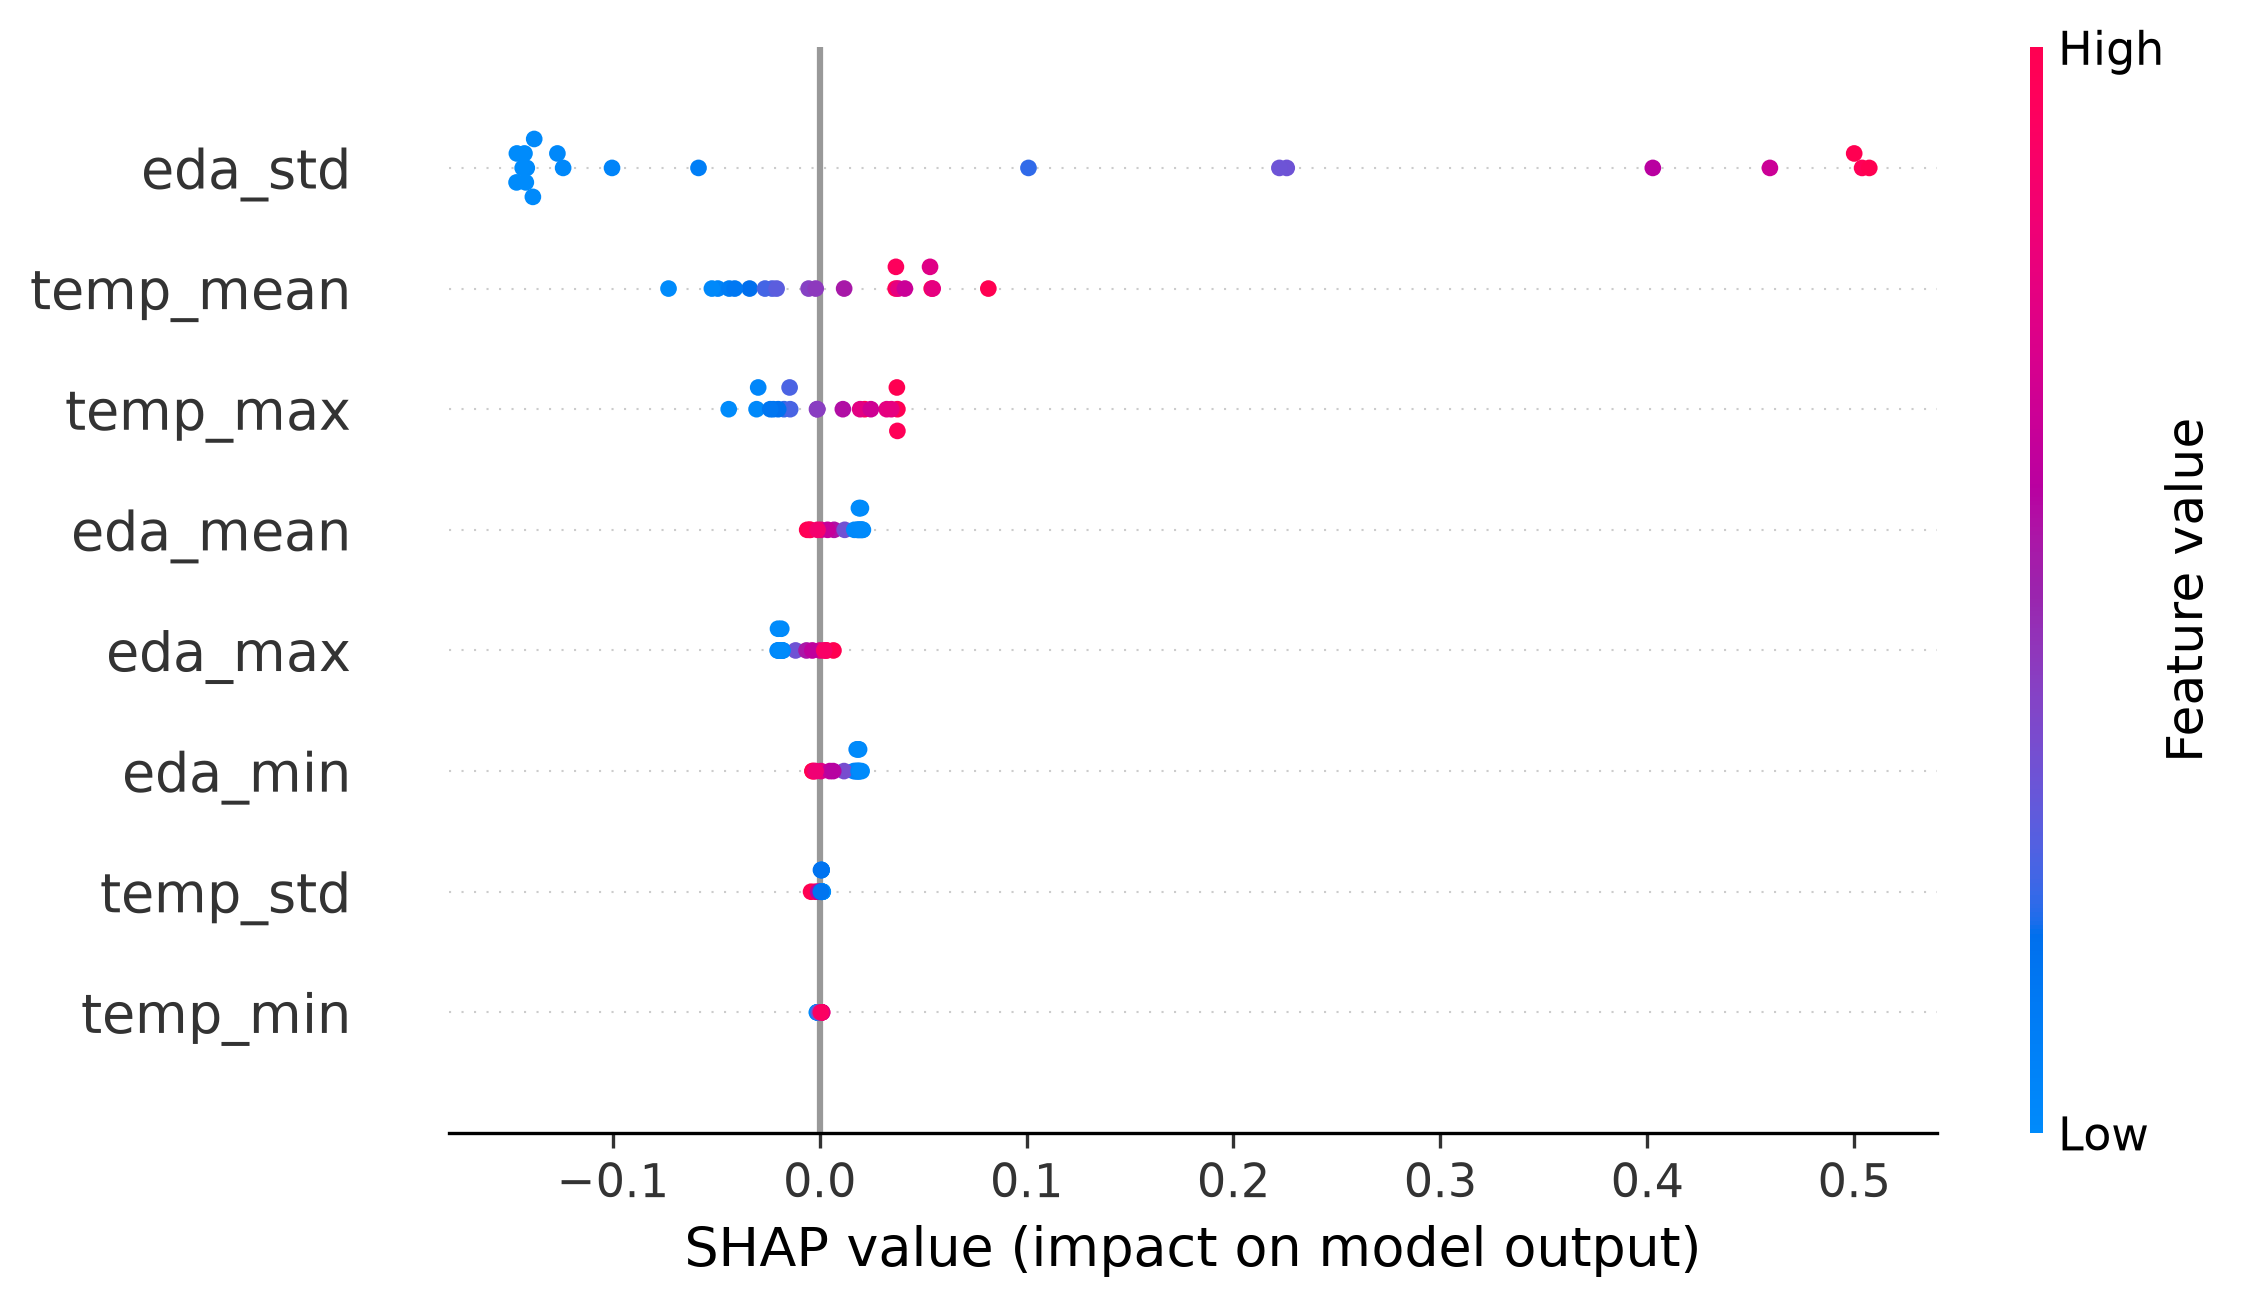 High
eda_std
temp_mean
temp_max
eda_mean
eda_max
eda_min
temp_std
temp_min
Feature value
Low
−0.1 0.0 0.1 0.2 0.3 0.4 0.5
SHAP value (impact on model output)